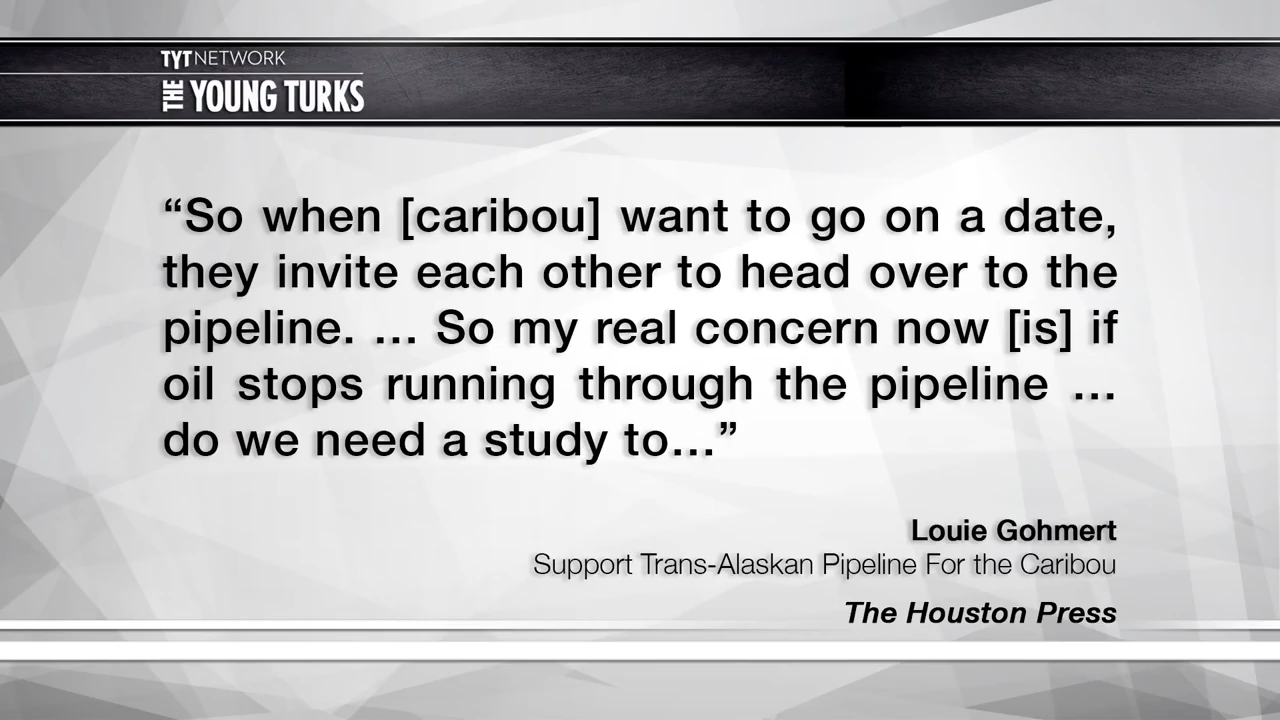 TYT NETWORK
THE YOUNG TURKS
“So when [caribou] want to go on a date,
they invite each other to head over to the
pipeline. ... So my real concern now [is] if
oil stops running through the pipeline ...
do we need a study to...”
Louie Gohmert
Support Trans-Alaskan Pipeline For the Caribou
The Houston Press